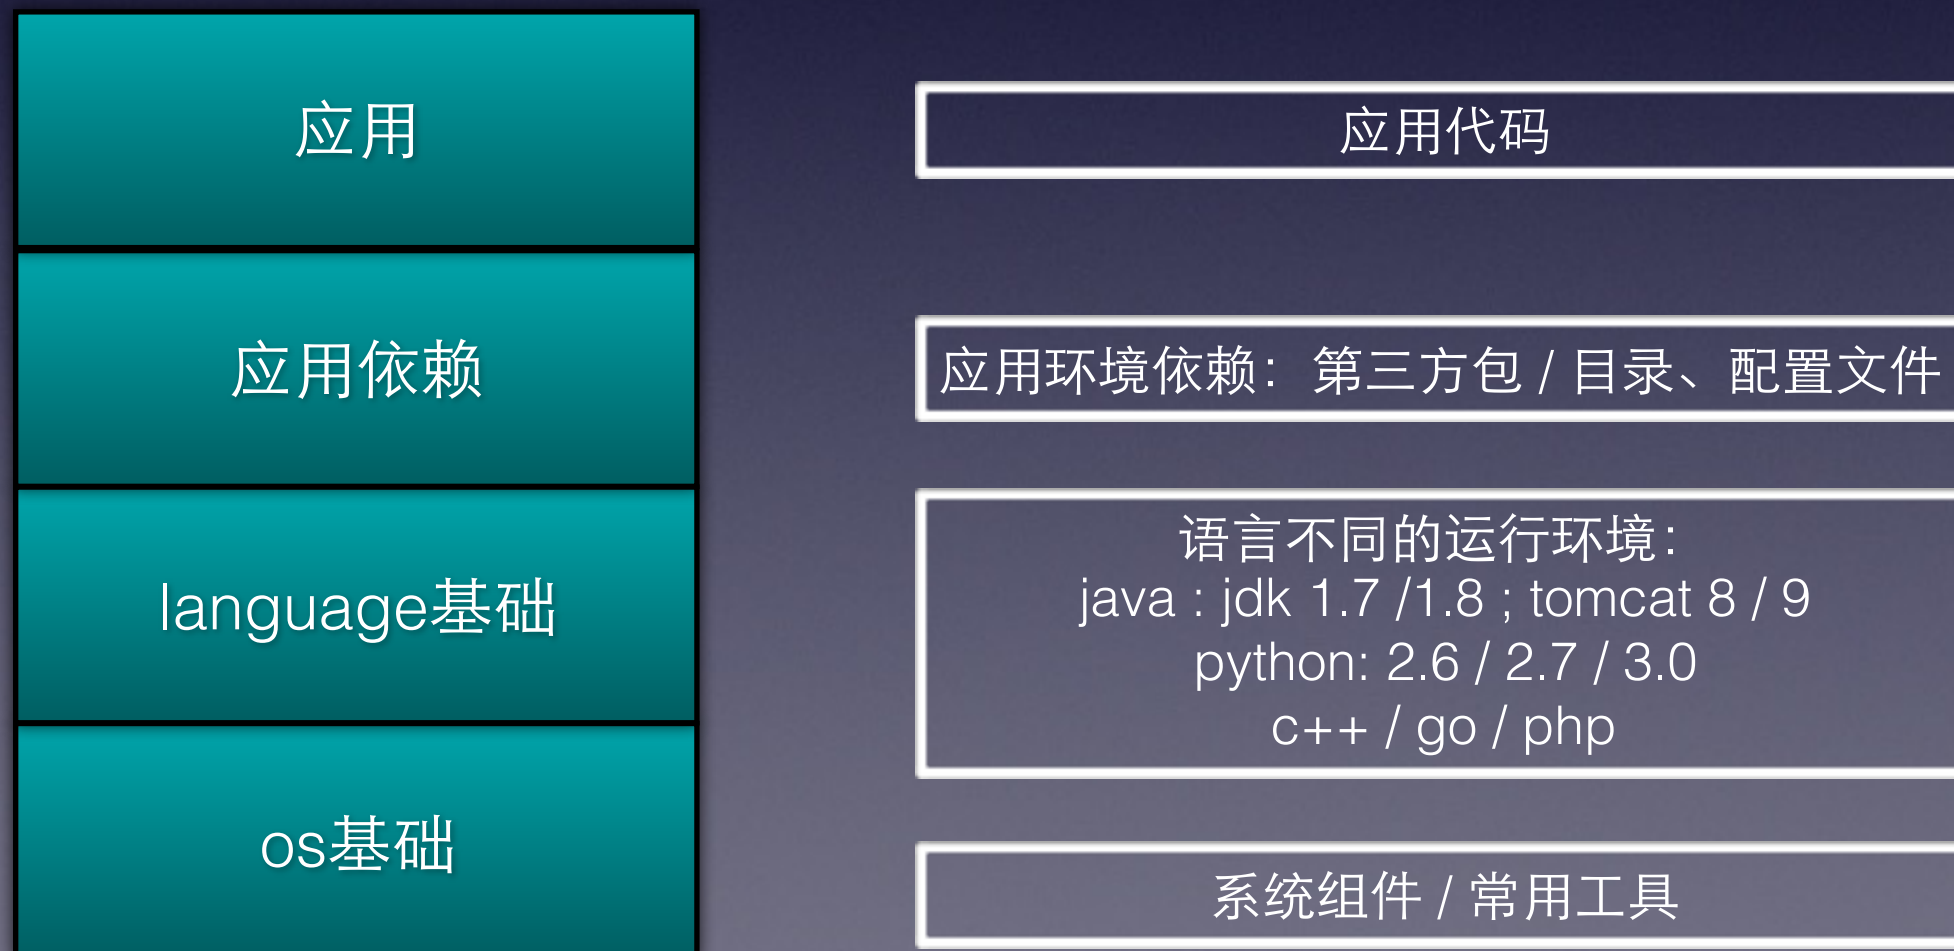 应用
应用代码
应用依赖
应用环境依赖：第三方包 / 目录、配置文件
language基础
语言不同的运行环境：
java : jdk 1.7 /1.8 ; tomcat 8 / 9
python: 2.6 / 2.7 / 3.0
c++ / go / php
os基础
系统组件 / 常用工具